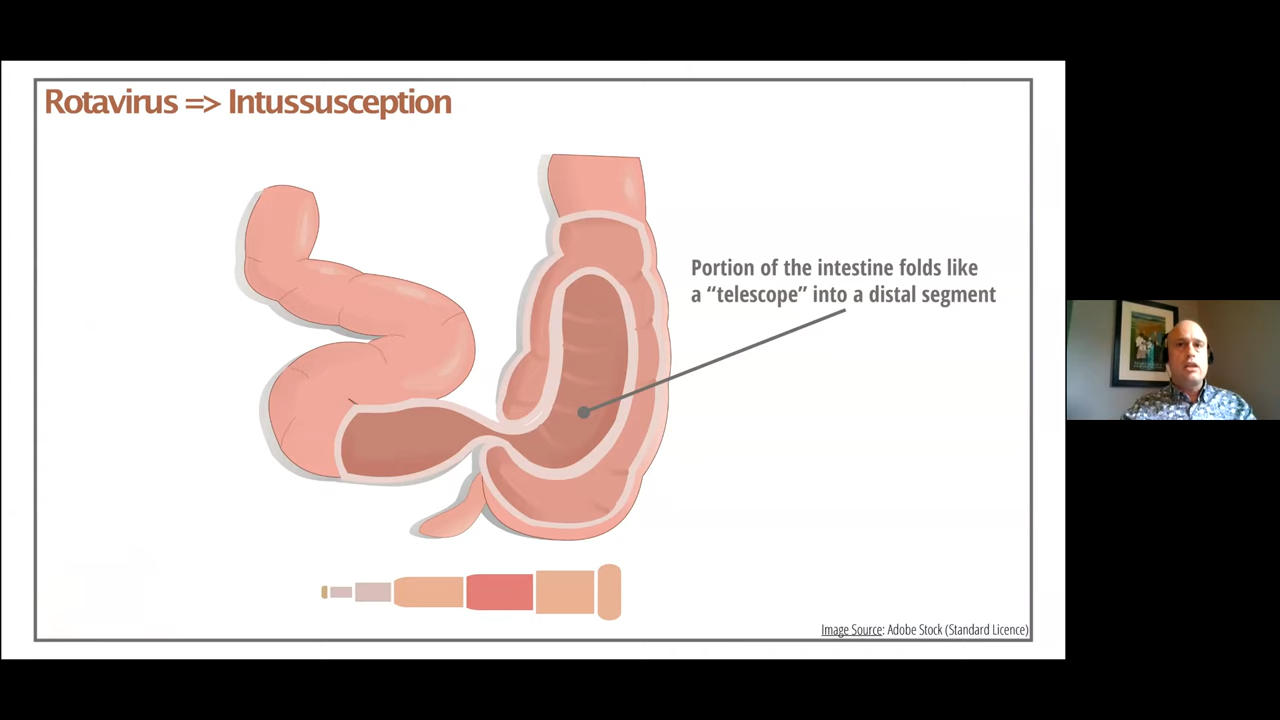 Rotavirus => Intussusception
Portion of the intestine folds like
a “telescope” into a distal segment
Image Source: Adobe Stock (Standard Licence)